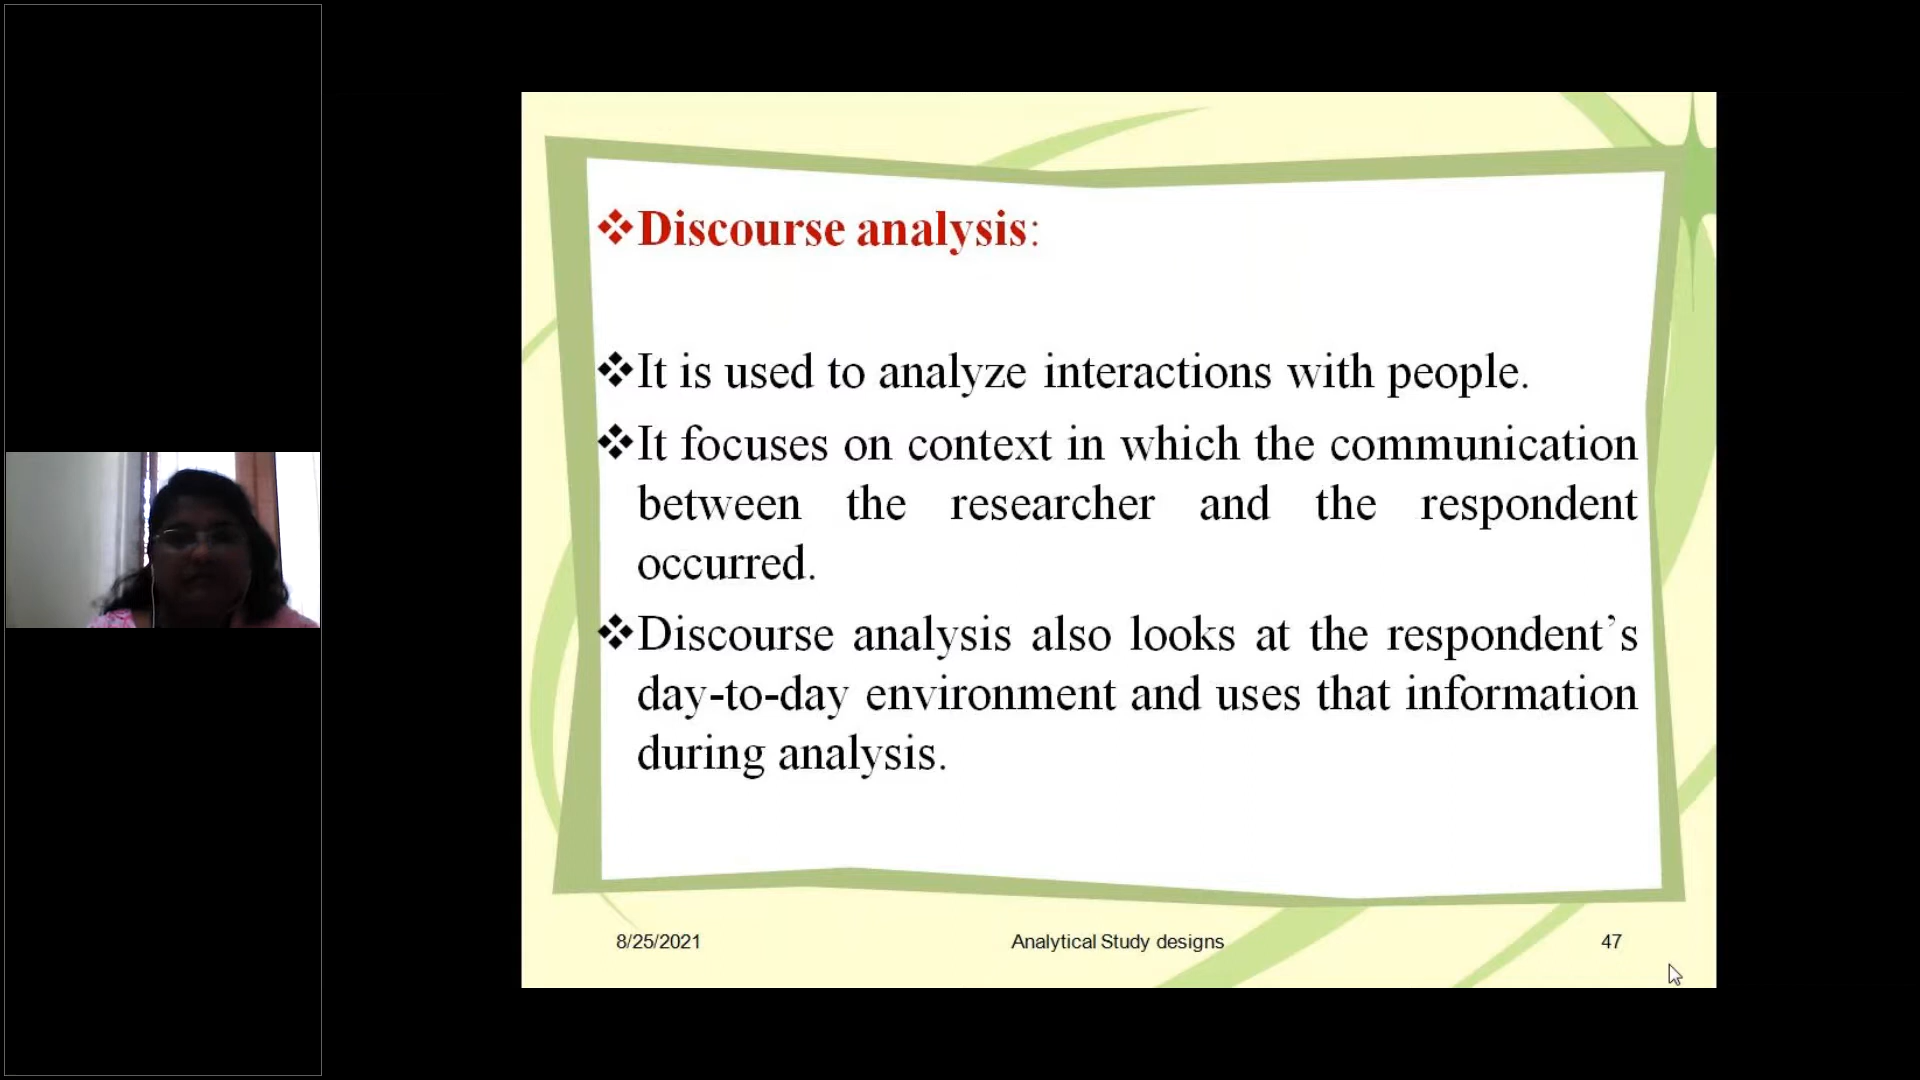 ❖Discourse analysis:
❖It is used to analyze interactions with people.
❖It focuses on context in which the communication
between the researcher and the respondent
occurred.
❖Discourse analysis also looks at the respondent’s
day-to-day environment and uses that information
during analysis.
8/25/2021 Analytical Study designs 47